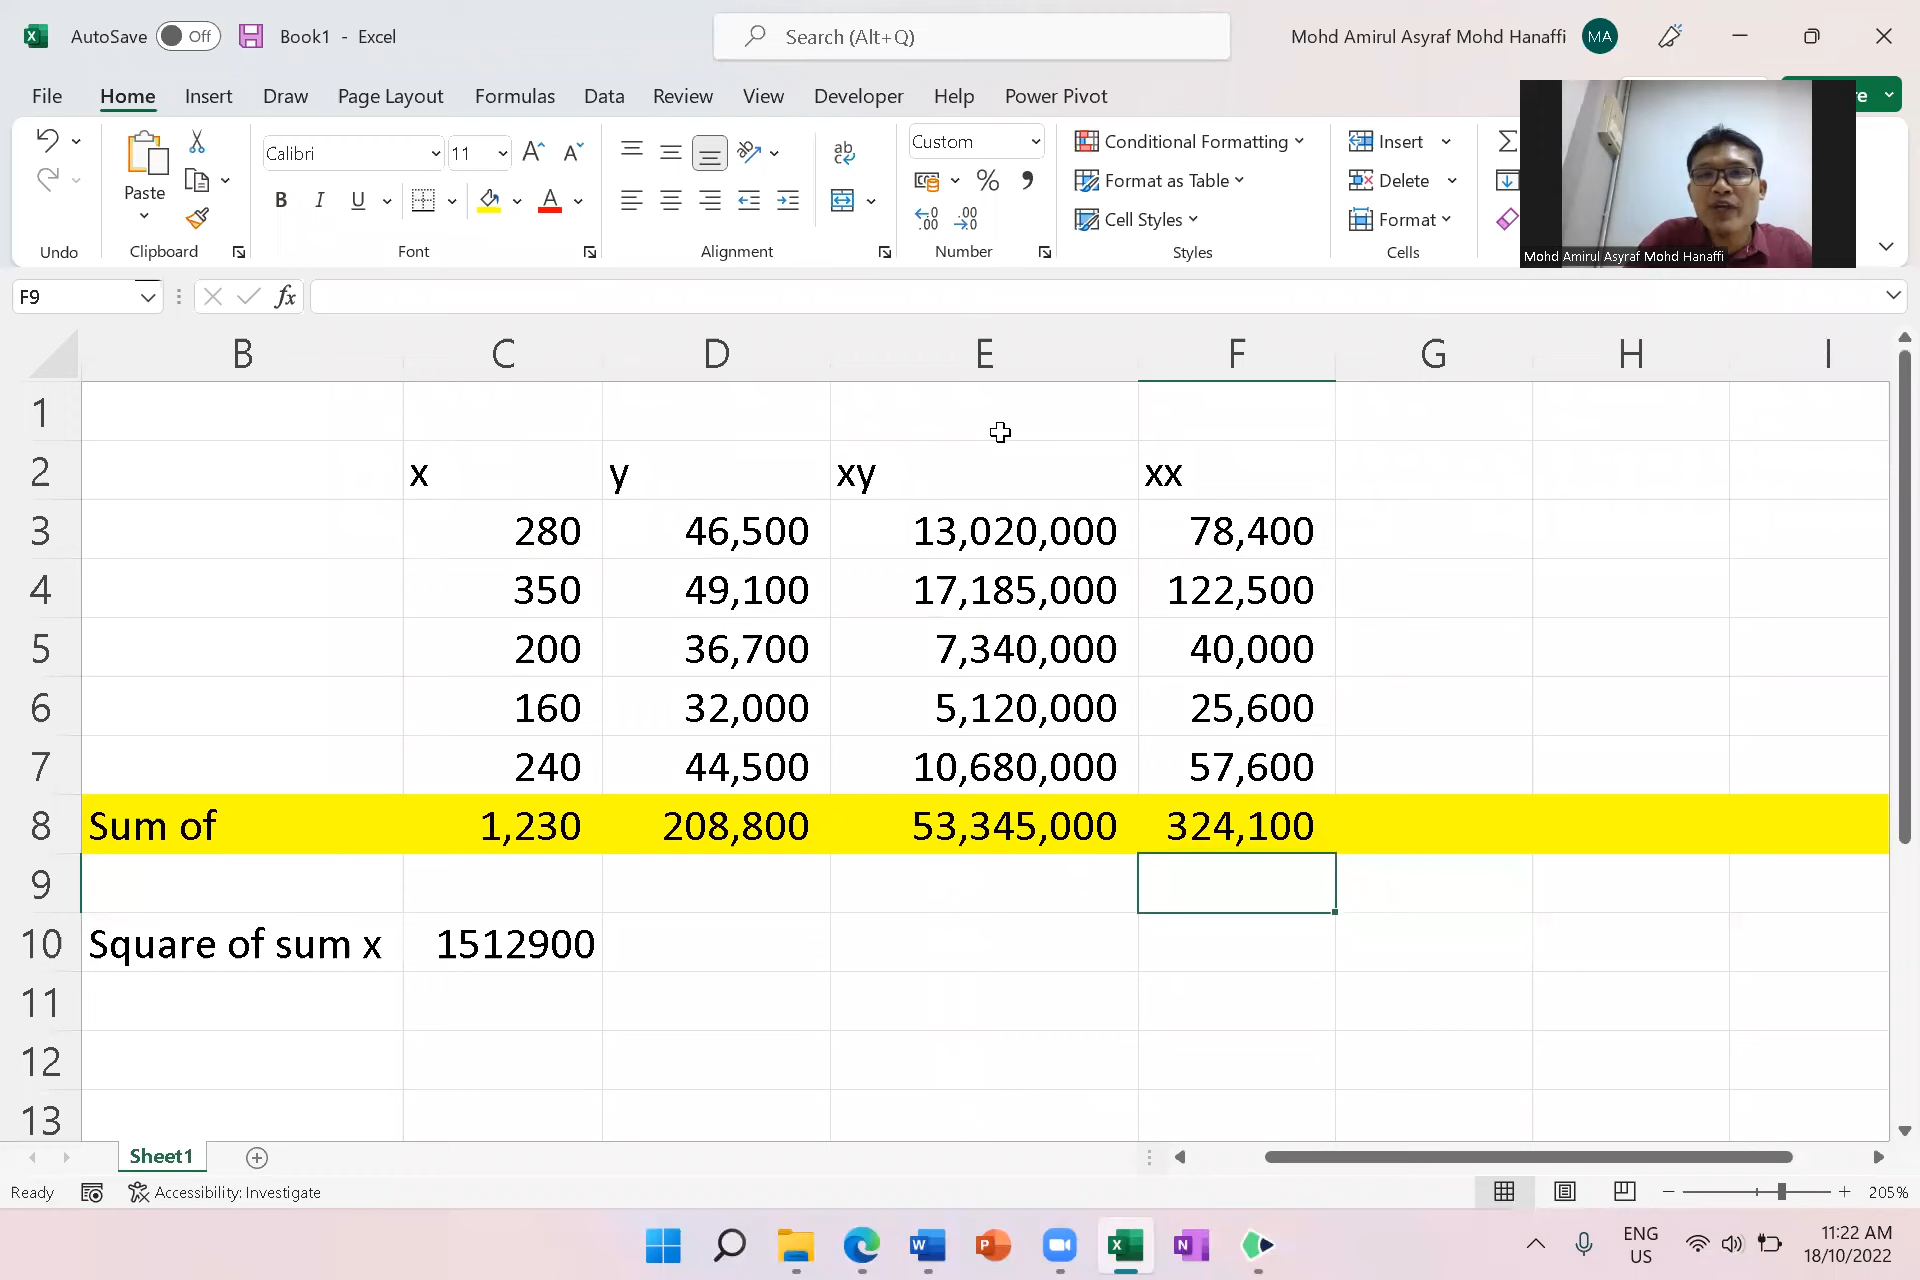 AutoSave Off Book1 - Excel Search (Alt+Q) Mohd Amirul Asyraf Mohd Hanaffi MA
File Home Insert Draw Page Layout Formulas Data Review View Developer Help Power Pivot
Calibri 11 Custom Conditional Formatting Insert
Paste Format as Table Delete
B I U A Cell Styles Format
Undo Clipboard Font Alignment Number Styles Cells
Mohd Amirul Asyraf Mohd Hanaffi
F9 fx
B C D E F G H I
1
2 x y xy xx
3 280 46,500 13,020,000 78,400
4 350 49,100 17,185,000 122,500
5 200 36,700 7,340,000 40,000
6 160 32,000 5,120,000 25,600
7 240 44,500 10,680,000 57,600
8 Sum of 1,230 208,800 53,345,000 324,100
9
10 Square of sum x 1512900
11
12
13
Sheet1
Ready Accessibility: Investigate 205%
ENG 11:22 AM
US 18/10/2022